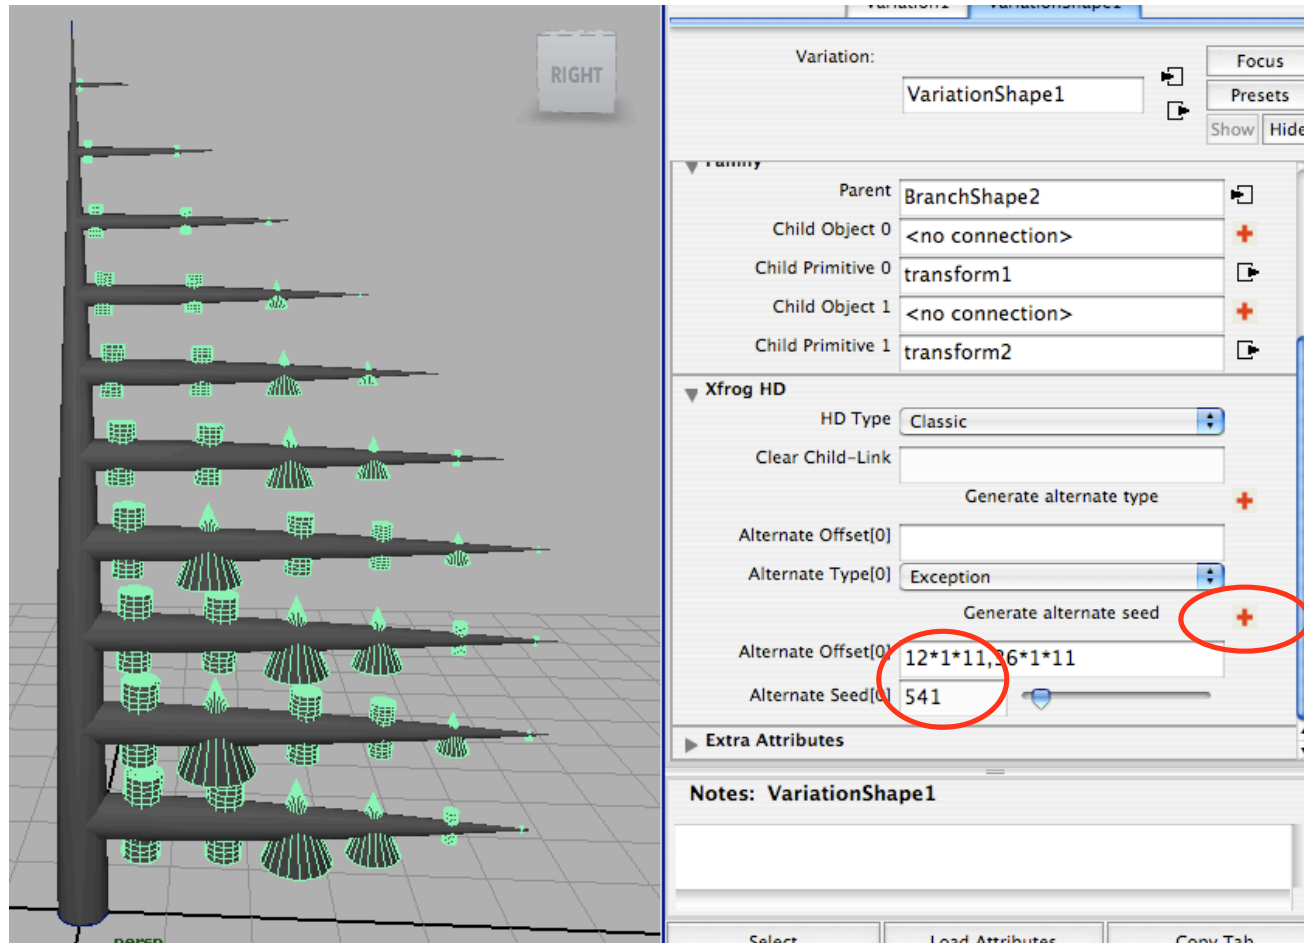 RIGHT
persp
Variation1
VariationShape1
Variation:
VariationShape1
Focus
Presets
Show
Hide
Family
Parent
BranchShape2
Child Object 0
<no connection>
Child Primitive 0
transform1
Child Object 1
<no connection>
Child Primitive 1
transform2
Xfrog HD
HD Type
Classic
Clear Child-Link
Generate alternate type
Alternate Offset[0]
Alternate Type[0]
Exception
Generate alternate seed
Alternate Offset[0]
12*1*11,36*1*11
Alternate Seed[0]
541
Extra Attributes
Notes: VariationShape1
Select
Load Attributes
Copy Tab